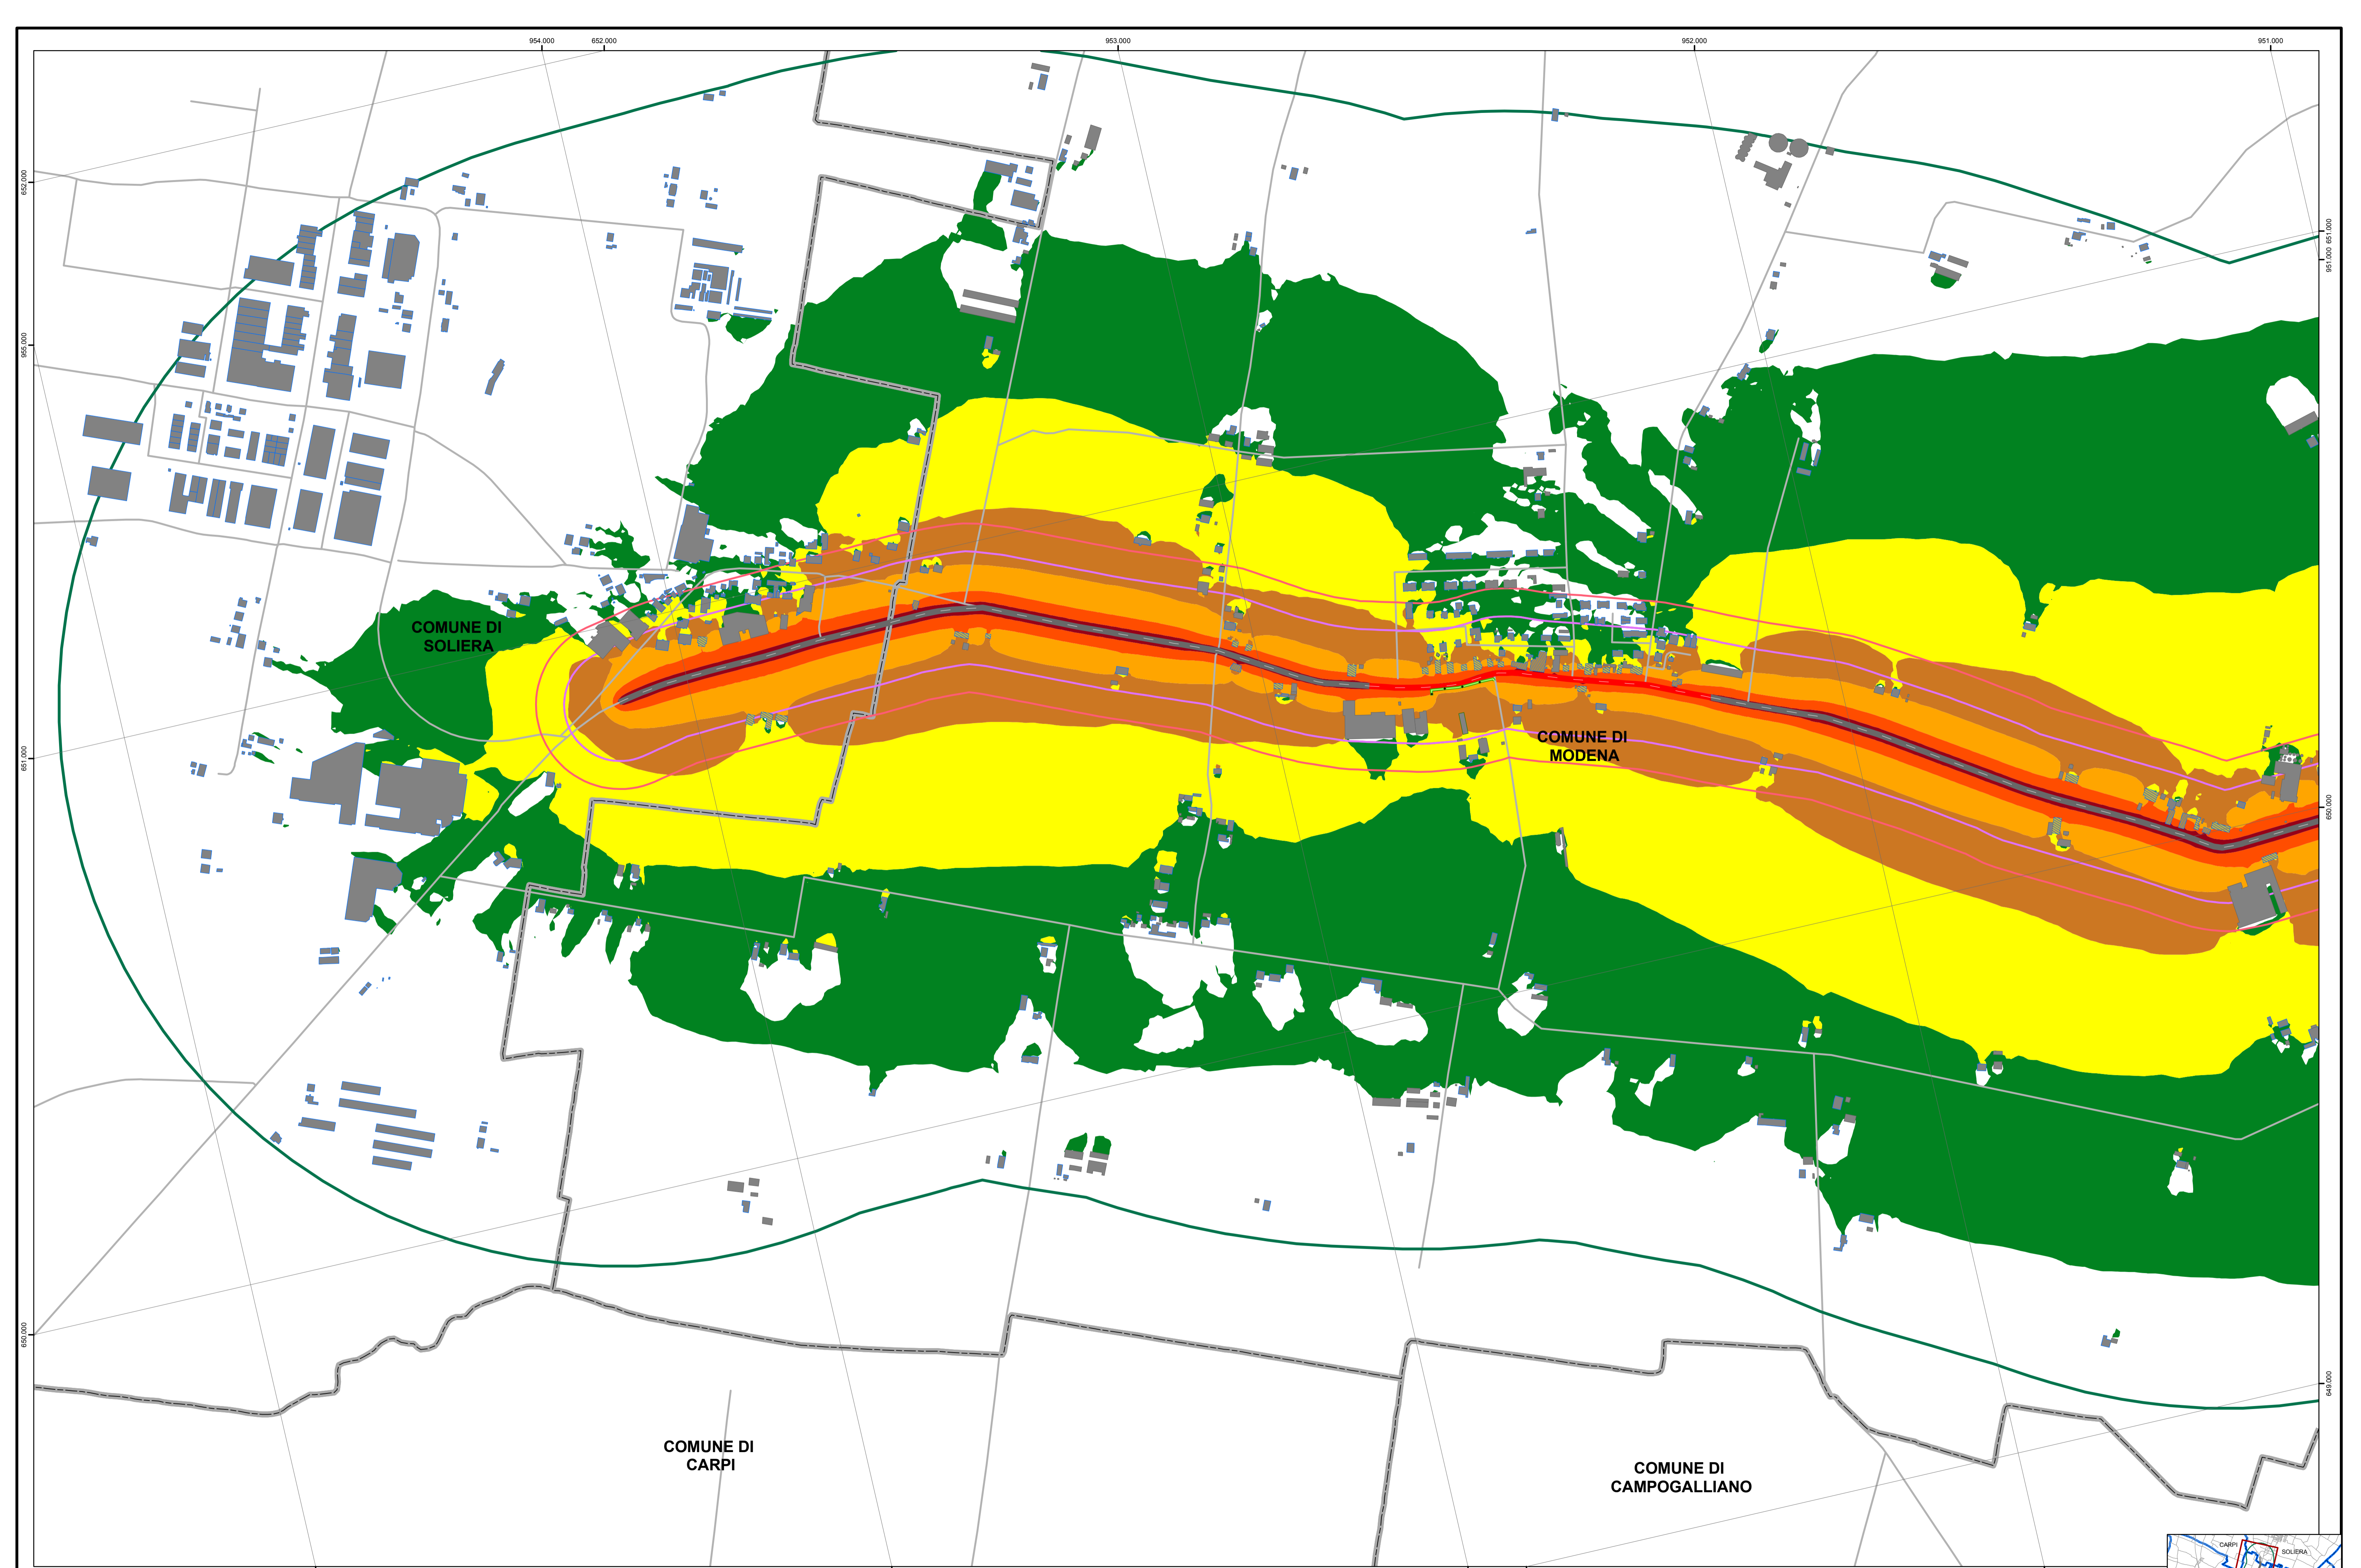 954.000
652.000
953.000
952.000
951.000
652.000
651.000
951.000
955.000
COMUNE DI
SOLIERA
COMUNE DI
MODENA
651.000
650.000
650.000
649.000
COMUNE DI
CARPI
COMUNE DI
CAMPOGALLIANO
CARPI
SOLIERA